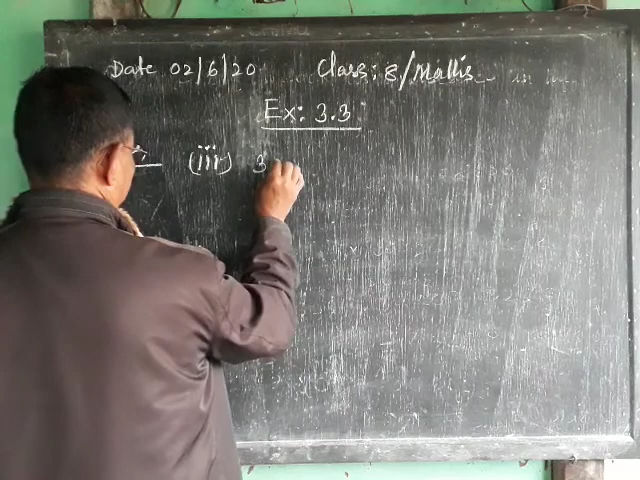 Date 02/6/20 Class: 8/Maths
Ex: 3.3
(iii) 3